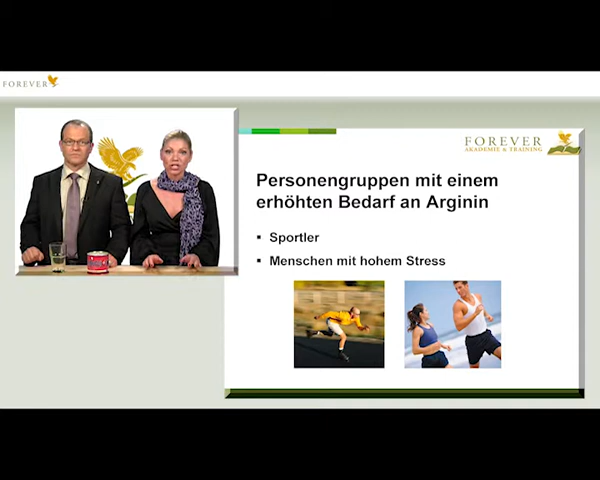 FOREVER
FOREVER
AKADEMIE & TRAINING
Personengruppen mit einem
erhöhten Bedarf an Arginin
▪ Sportler
▪ Menschen mit hohem Stress